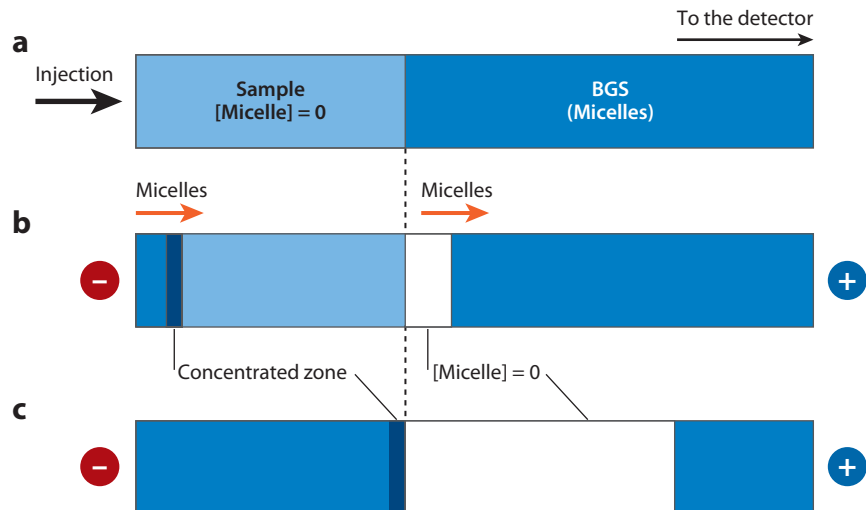 To the detector
a
Injection
Sample
[Micelle] = 0
BGS
(Micelles)
Micelles
Micelles
b
–
+
Concentrated zone
[Micelle] = 0
c
–
+